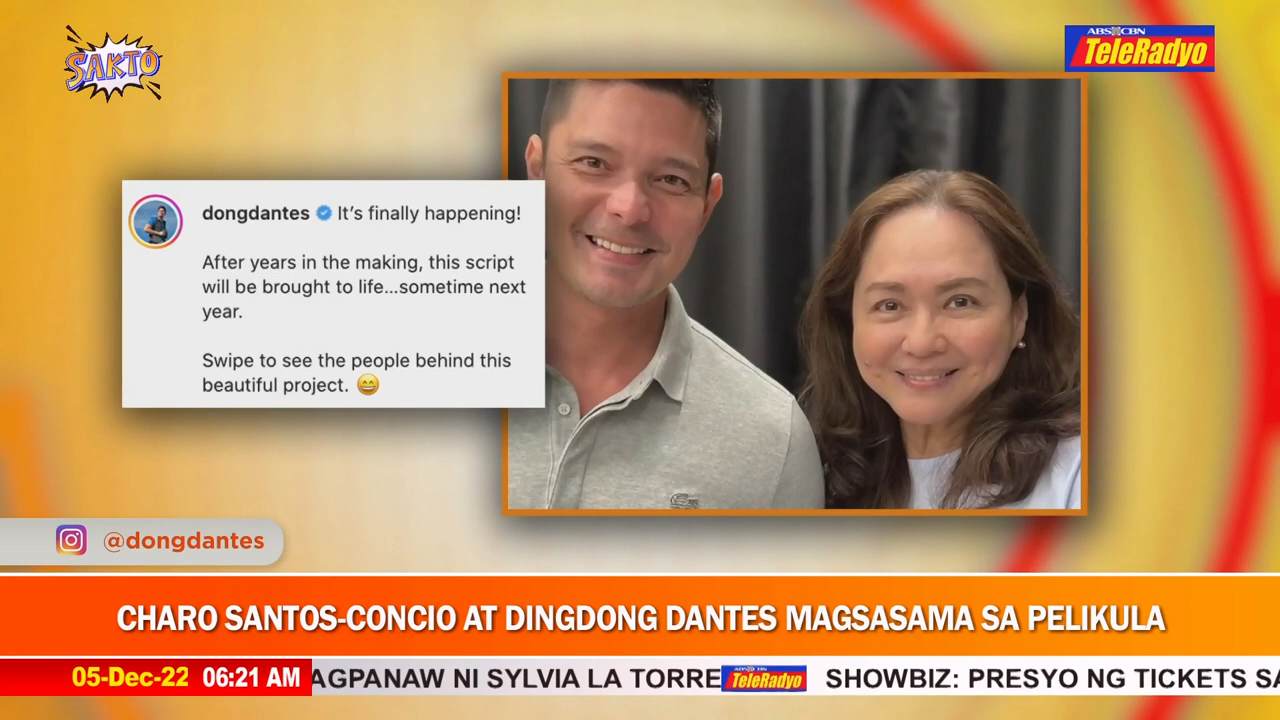 SAKTO
ABS-CBN
TeleRadyo
dongdantes It's finally happening!
After years in the making, this script
will be brought to life...sometime next
year.
Swipe to see the people behind this
beautiful project. 😄
@dongdantes
CHARO SANTOS-CONCIO AT DINGDONG DANTES MAGSASAMA SA PELIKULA
05-Dec-22 06:21 AM AGPANAW NI SYLVIA LA TORRE ABS-CBN TeleRadyo SHOWBIZ: PRESYO NG TICKETS SA